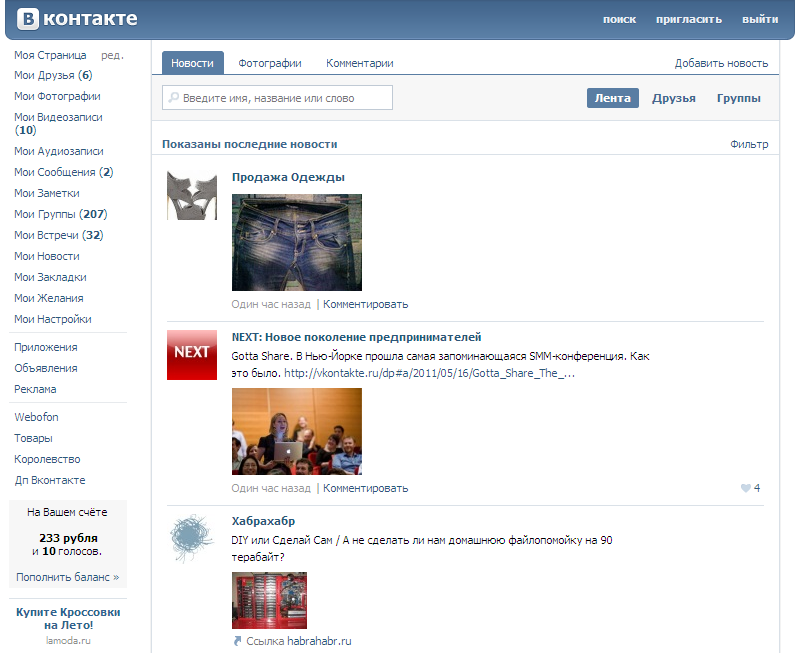 В контакте
поиск пригласить выйти
Моя Страница ред.
Мои Друзья (6)
Мои Фотографии
Мои Видеозаписи
(10)
Мои Аудиозаписи
Мои Сообщения (2)
Мои Заметки
Мои Группы (207)
Мои Встречи (32)
Мои Новости
Мои Закладки
Мои Желания
Мои Настройки
Приложения
Объявления
Реклама
Webofon
Товары
Королевство
Дп Вконтакте
На Вашем счёте
233 рубля
и 10 голосов.
Пополнить баланс »
Купите Кроссовки
на Лето!
lamoda.ru
Новости Фотографии Комментарии Добавить новость
Введите имя, название или слово Лента Друзья Группы
Показаны последние новости Фильтр
Продажа Одежды
Один час назад | Комментировать
NEXT
NEXT: Новое поколение предпринимателей
Gotta Share. В Нью-Йорке прошла самая запоминающаяся SMM-конференция. Как
это было. http://vkontakte.ru/dp#a/2011/05/16/Gotta_Share_The_...
Один час назад | Комментировать 4
Хабрахабр
DIY или Сделай Сам / А не сделать ли нам домашнюю файлопомойку на 90
терабайт?
Ссылка habrahabr.ru